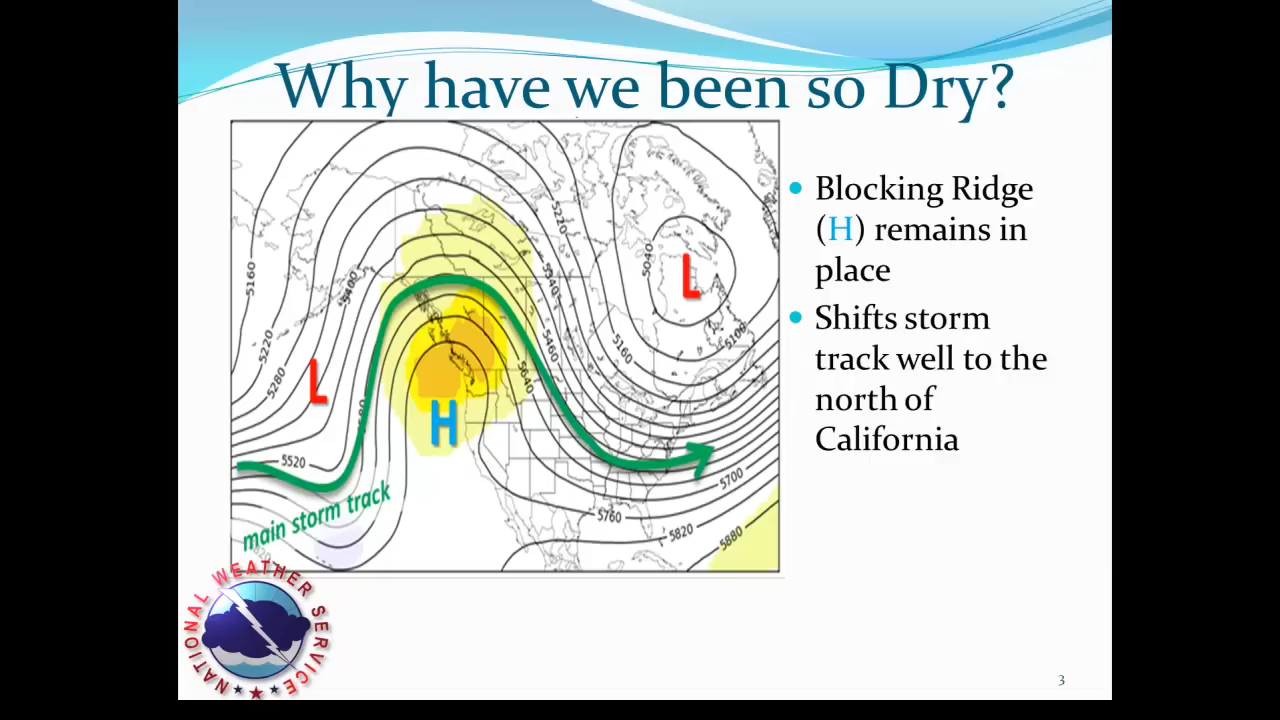 Why have we been so Dry?
• Blocking Ridge
(H) remains in
place
• Shifts storm
track well to the
north of
California
5160
5220
5280
5400
5520
5220
5340
5460
5640
5040
5100
5160
5700
5760
5820
5880
L
L
H
main storm track
NATIONAL WEATHER SERVICE
3